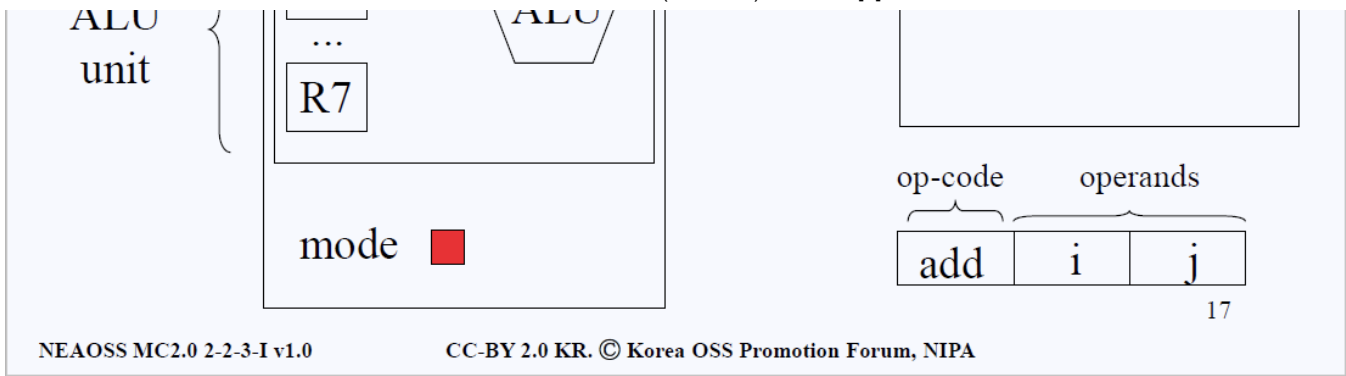 ALU
unit
ALU
...
R7
mode
op-code operands
add i j
17
NEAOSS MC2.0 2-2-3-I v1.0 CC-BY 2.0 KR. © Korea OSS Promotion Forum, NIPA